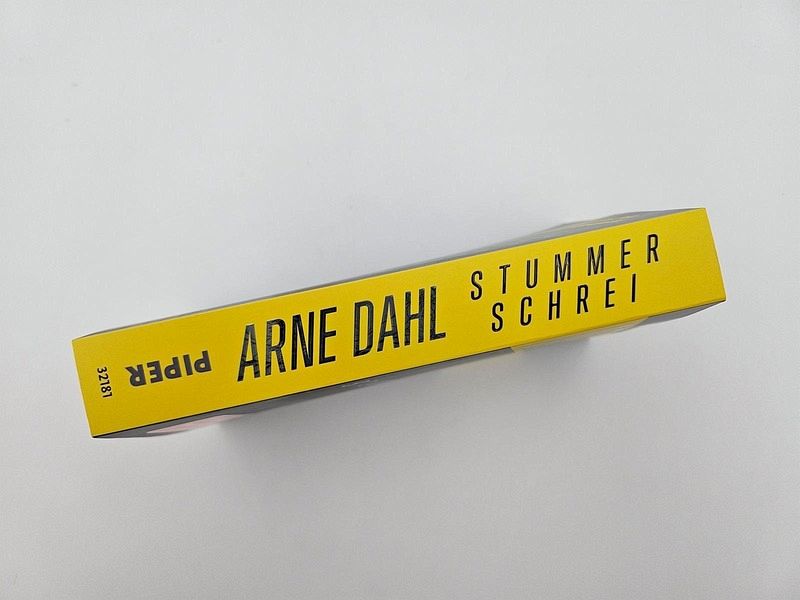 32181
PIPER
ARNE DAHL
STUMMER
SCHREI